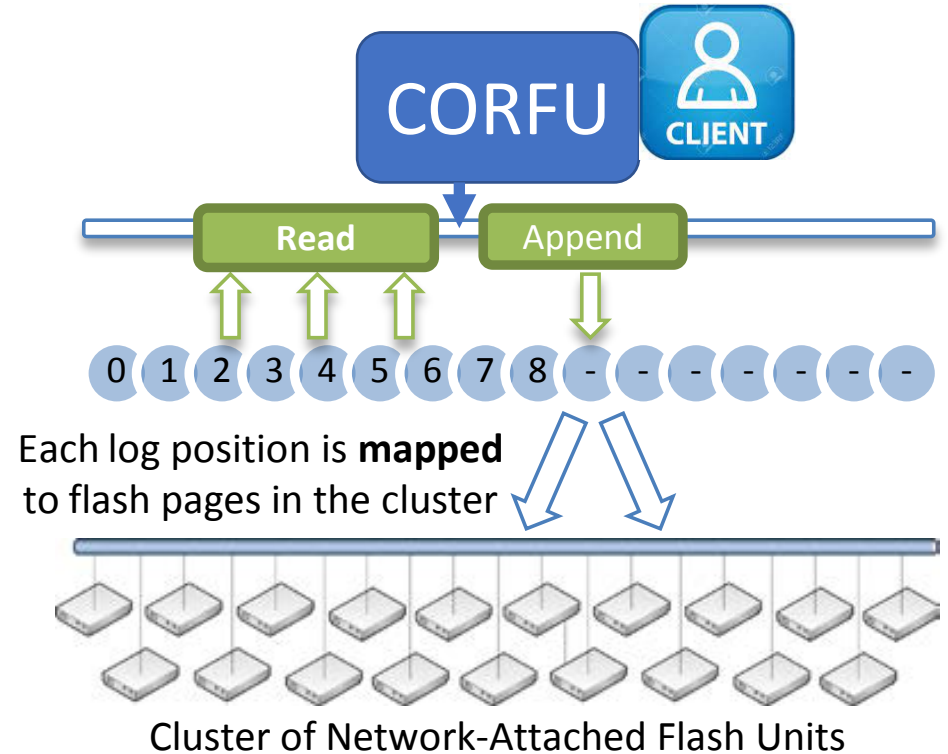 CORFU
CLIENT
Read
Append
0 1 2 3 4 5 6 7 8 - - - - - - -
Each log position is mapped
to flash pages in the cluster
Cluster of Network-Attached Flash Units